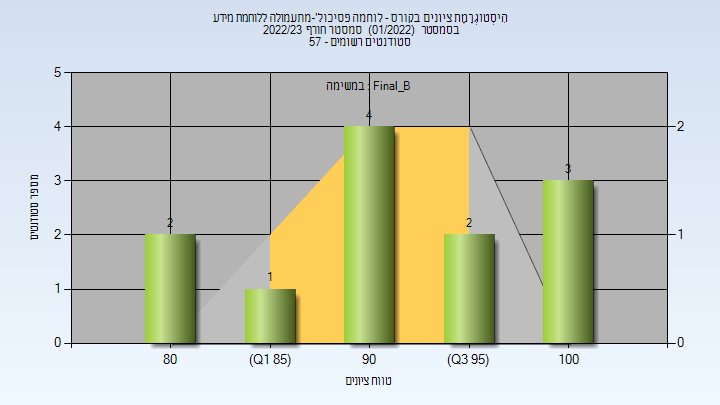 היסטוגרמת ציונים בקורס - לוחמה פסיכול'-מתעמולה ללוחמת מידע
בסמסטר (01/2022) סמסטר חורף 2022/23
סטודנטים רשומים - 57
במשימה : Final_B
מספר סטודנטים
5
4
3
2
1
0
2
1
0
2
1
4
2
3
80
(Q1 85)
90
(Q3 95)
100
טווח ציונים